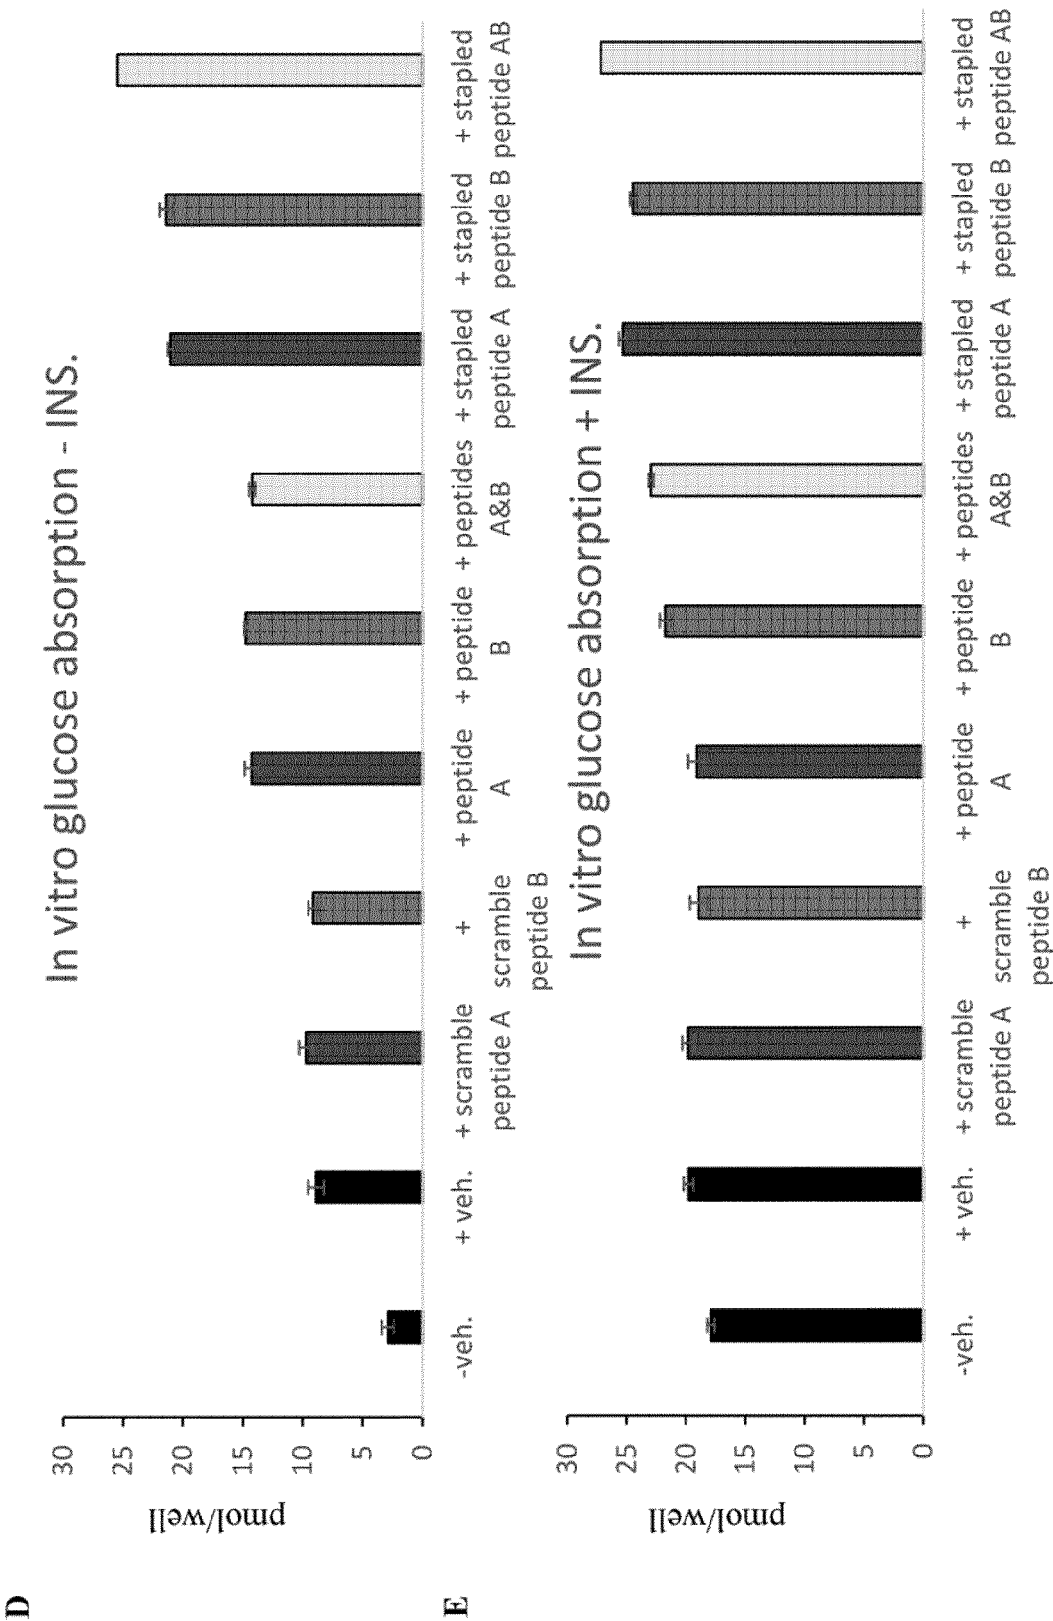 D
In vitro glucose absorption - INS.
pmol/well
30
25
20
15
10
5
0
-veh.
+ veh.
+ scramble
peptide A
+
scramble
peptide B
+ peptide
A
+ peptide
B
+ peptides
A&B
+ stapled
peptide A
+ stapled
peptide B
+ stapled
peptide AB
E
In vitro glucose absorption + INS.
pmol/well
30
25
20
15
10
5
0
-veh.
+ veh.
+ scramble
peptide A
+
scramble
peptide B
+ peptide
A
+ peptide
B
+ peptides
A&B
+ stapled
peptide A
+ stapled
peptide B
+ stapled
peptide AB